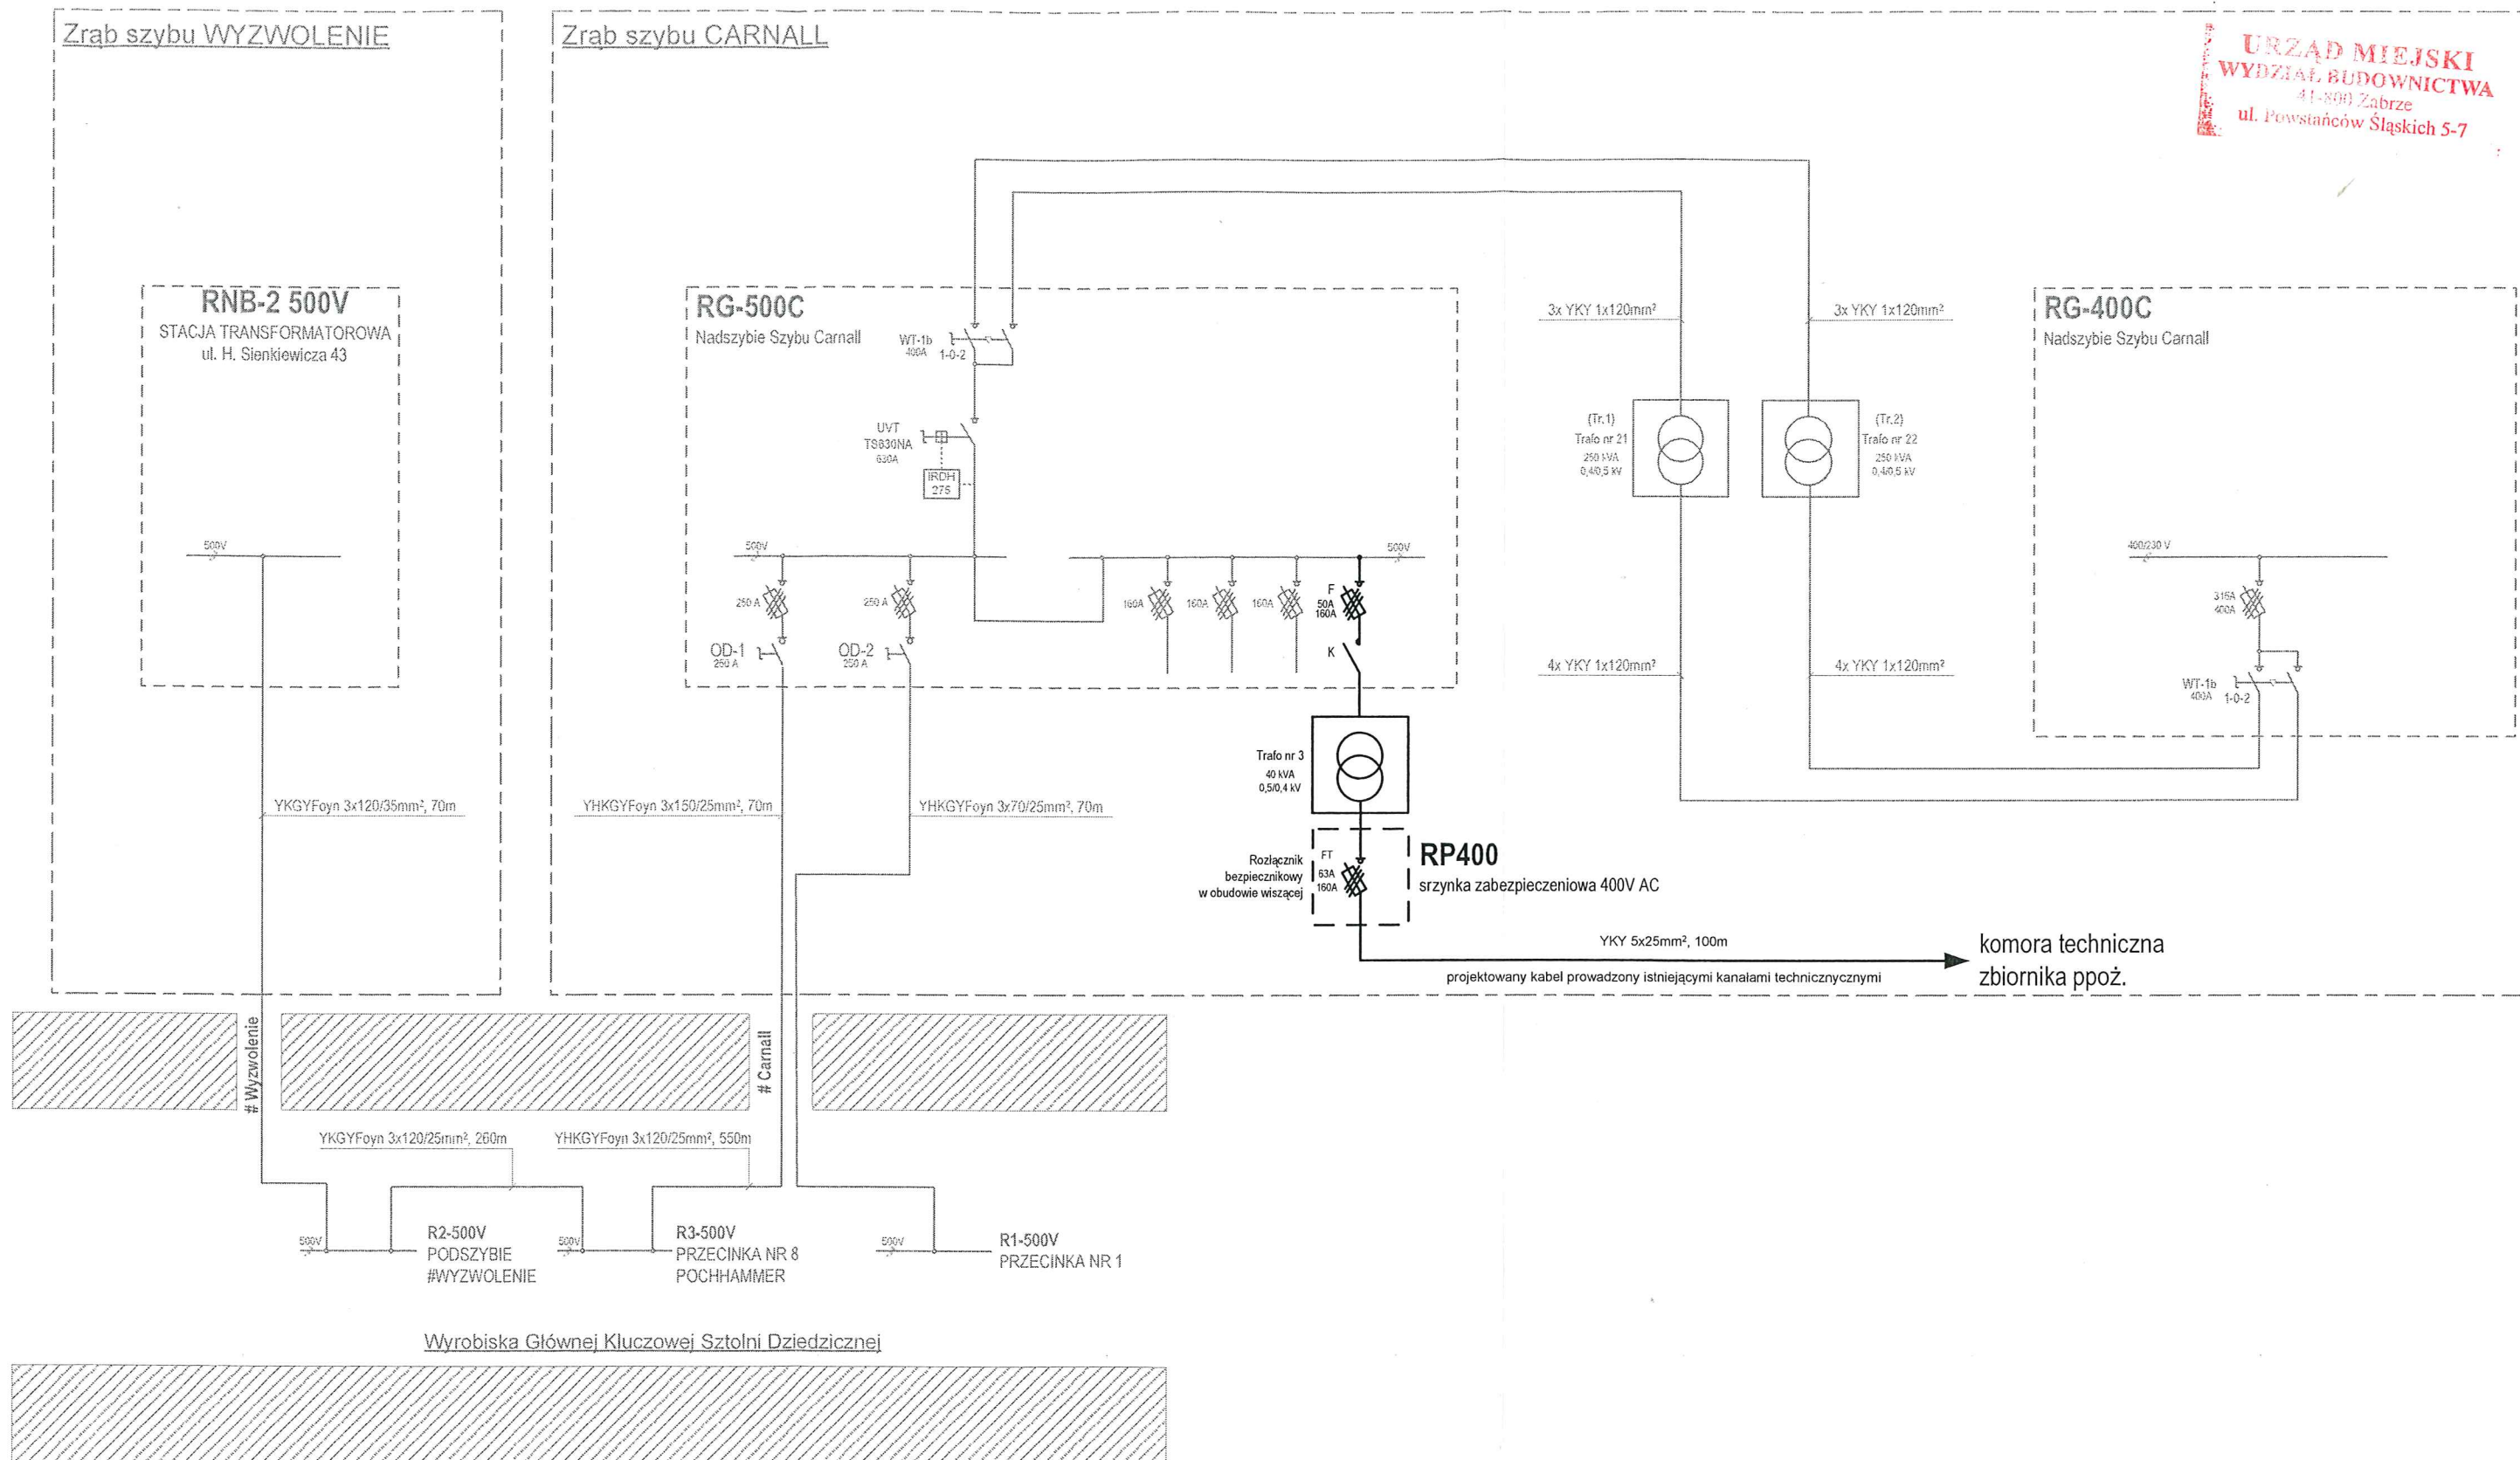 Zrąb szybu WYZWOLENIE
Zrąb szybu CARNALL
URZĄD MIEJSKI
WYDZIAŁ BUDOWNICTWA
41-800 Zabrze
ul. Powstańców Śląskich 5-7
RNB-2 500V
STACJA TRANSFORMATOROWA
ul. H. Sienkiewicza 43
500V
RG-500C
Nadszybie Szybu Carnall
WT-1b
400A
1-0-2
UVT
TS630NA
630A
IRDH
275
500V
500V
250 A
250 A
OD-1
250 A
OD-2
250 A
160A
160A
160A
F
50A
160A
K
3x YKY 1x120mm²
3x YKY 1x120mm²
(Tr.1)
Trafo nr 21
250 kVA
0,4/0,5 kV
(Tr.2)
Trafo nr 22
250 kVA
0,4/0,5 kV
4x YKY 1x120mm²
4x YKY 1x120mm²
RG-400C
Nadszybie Szybu Carnall
400/230 V
315A
400A
WT-1b
400A
1-0-2
Trafo nr 3
40 kVA
0,5/0,4 kV
YKGYFoyn 3x120/35mm², 70m
YHKGYFoyn 3x150/25mm², 70m
YHKGYFoyn 3x70/25mm², 70m
Rozłącznik
bezpiecznikowy
w obudowie wiszącej
FT
63A
160A
RP400
srzynka zabezpieczeniowa 400V AC
YKY 5x25mm², 100m
projektowany kabel prowadzony istniejącymi kanałami technicznycznymi
komora techniczna
zbiornika ppoż.
# Wyzwolenie
# Carnall
YKGYFoyn 3x120/25mm², 260m
YHKGYFoyn 3x120/25mm², 550m
500V
R2-500V
PODSZYBIE
#WYZWOLENIE
500V
R3-500V
PRZECINKA NR 8
POCHHAMMER
500V
R1-500V
PRZECINKA NR 1
Wyrobiska Głównej Kluczowej Sztolni Dziedzicznej